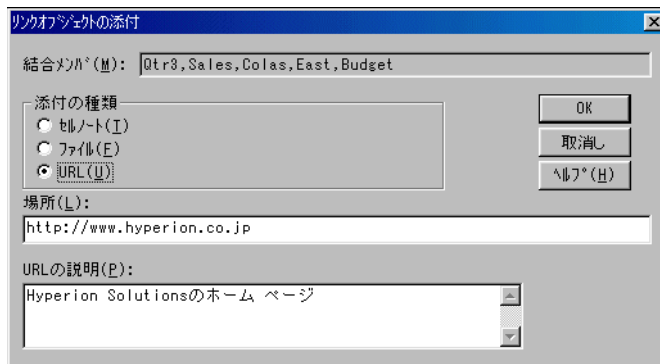 リンクオブジェクトの添付
結合メンバ(M): Qtr3,Sales,Colas,East,Budget
添付の種類
セルノート(T)
ファイル(F)
URL(U)
OK
取消し
ヘルプ(H)
場所(L):
http://www.hyperion.co.jp
URLの説明(P):
Hyperion Solutionsのホーム ページ